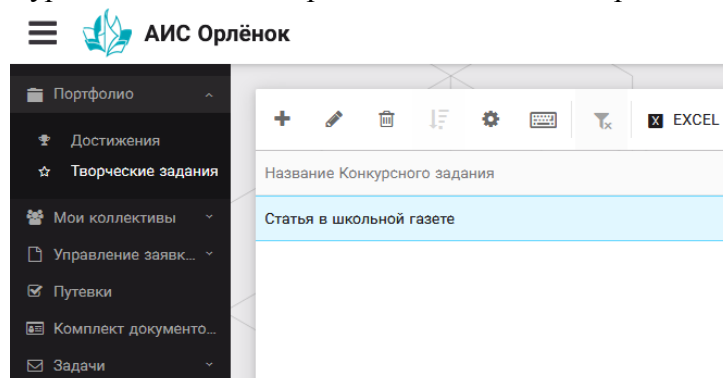 АИС Орлёнок
Портфолио
Достижения
Творческие задания
Мои коллективы
Управление заявк...
Путевки
Комплект документо...
Задачи
EXCEL
Название Конкурсного задания
Статья в школьной газете